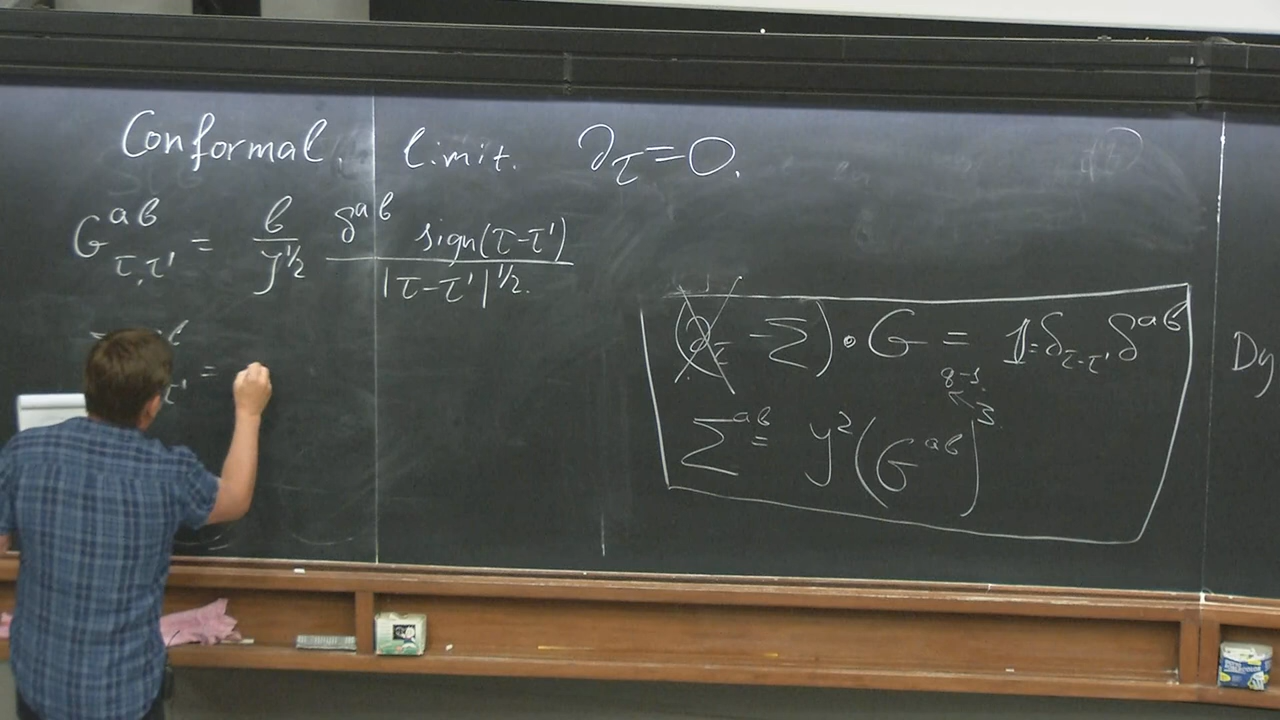 Conformal. limit. ∂_τ = 0.
G^{ab}_{τ,τ'} = b/J^{1/2} δ^{ab} sign(τ-τ')/|τ-τ'|^{1/2}.
(∂_τ - Σ) • G = 1 = δ_{τ-τ'} δ^{ab}
q-1.
Σ^{ab} = J^2 (G^{ab})^3
Dy